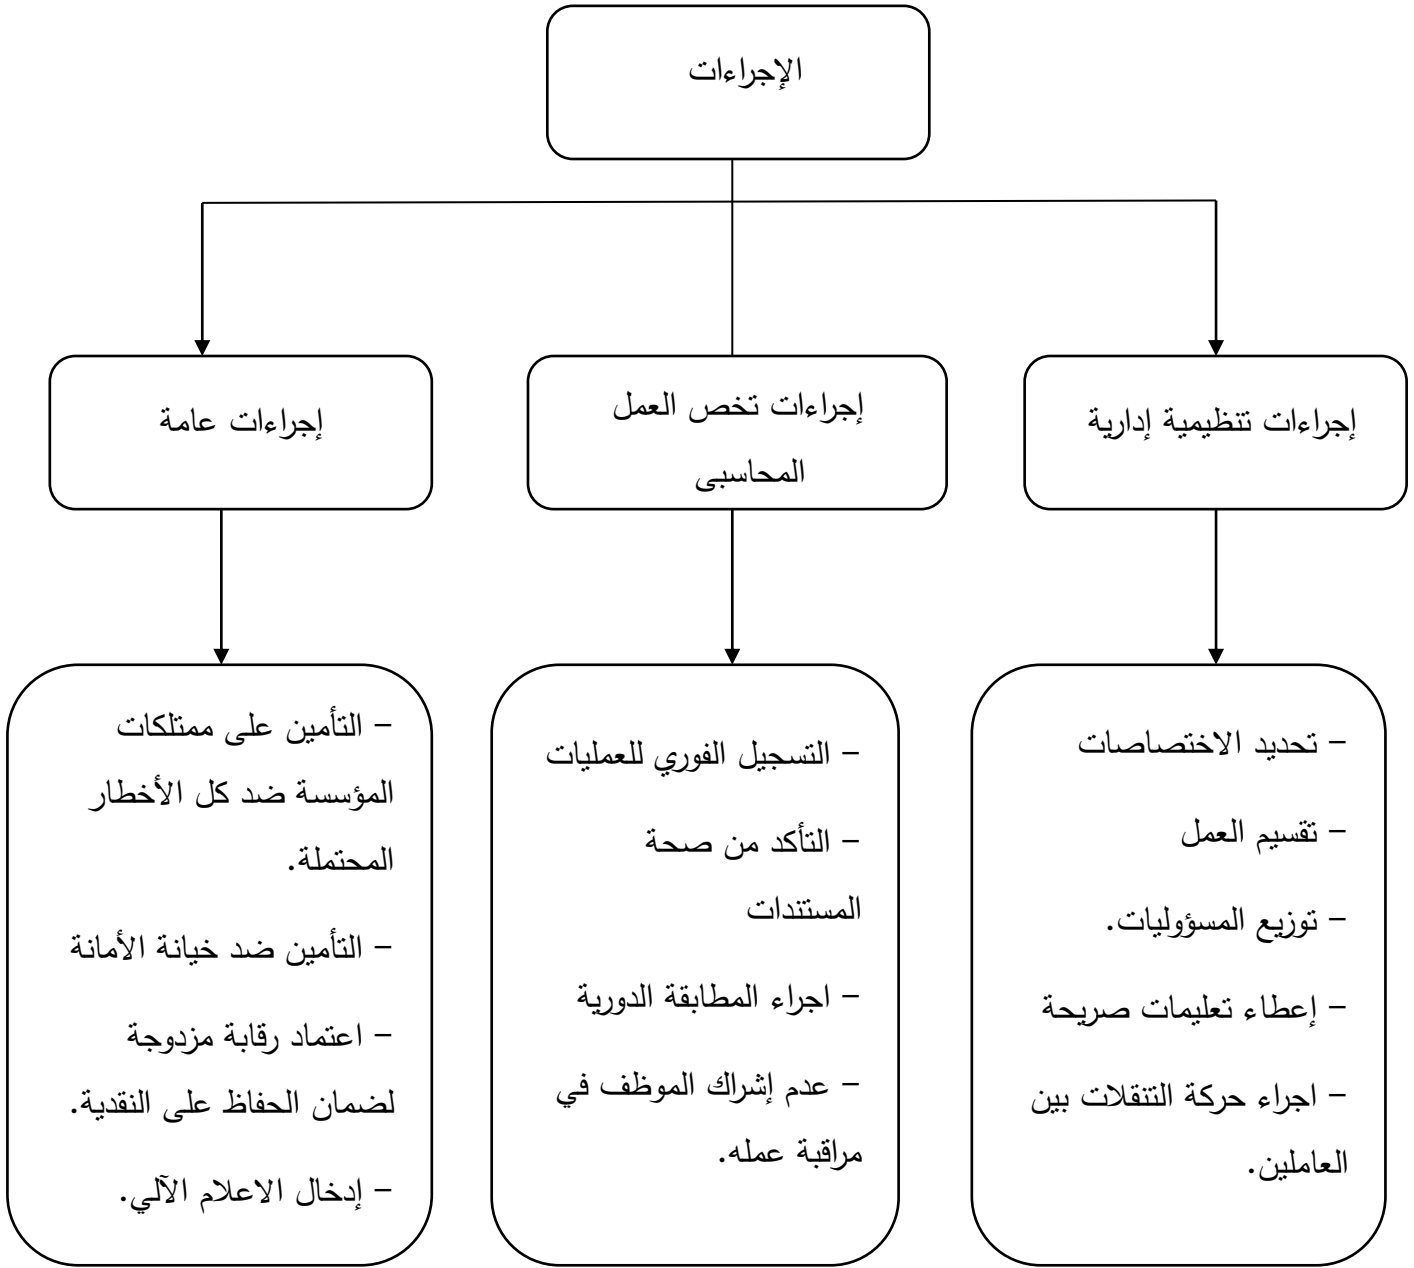 الإجراءات
إجراءات تنظيمية إدارية
إجراءات تخص العمل
المحاسبى
إجراءات عامة
- تحديد الاختصاصات
- تقسيم العمل
- توزيع المسؤوليات.
- إعطاء تعليمات صريحة
- اجراء حركة التنقلات بين
العاملين.
- التسجيل الفوري للعمليات
- التأكد من صحة
المستندات
- اجراء المطابقة الدورية
- عدم إشراك الموظف في
مراقبة عمله.
- التأمين على ممتلكات
المؤسسة ضد كل الأخطار
المحتملة.
- التأمين ضد خيانة الأمانة
- اعتماد رقابة مزدوجة
لضمان الحفاظ على النقدية.
- إدخال الاعلام الآلي.